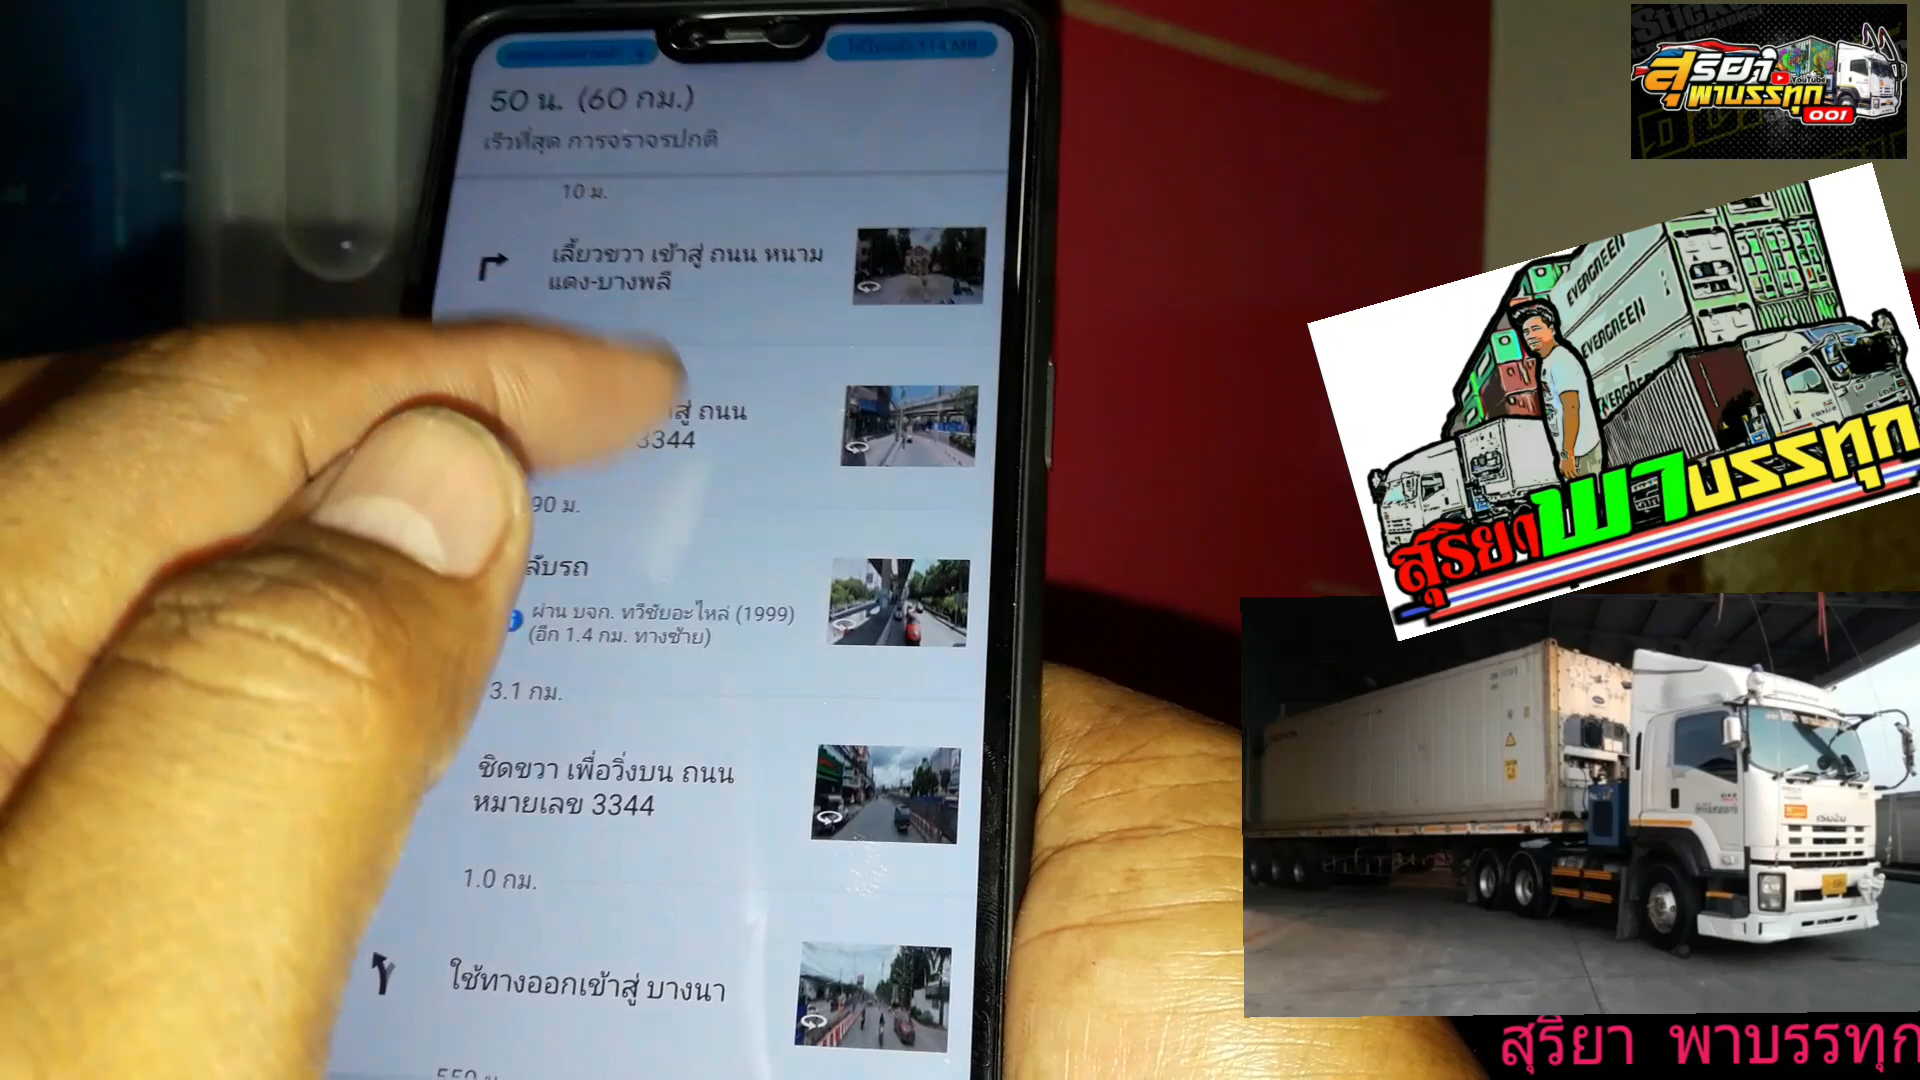 50 น. (60 กม.)
เร็วที่สุด การจราจรปกติ
10 ม.
เลี้ยวขวา เข้าสู่ ถนน หนาม
แดง-บางพลี
สู่ ถนน
3344
90 ม.
ลับรถ
ผ่าน บจก. ทวีชัยอะไหล่ (1999)
(อีก 1.4 กม. ทางซ้าย)
3.1 กม.
ชิดขวา เพื่อวิ่งบน ถนน
หมายเลข 3344
1.0 กม.
ใช้ทางออกเข้าสู่ บางนา
สุริยา
YouTube
พาบรรทุก
001
EVERGREEN
EVERGREEN
สุริยาพาบรรทุก
ISUZU
สุริยา พาบรรทุก